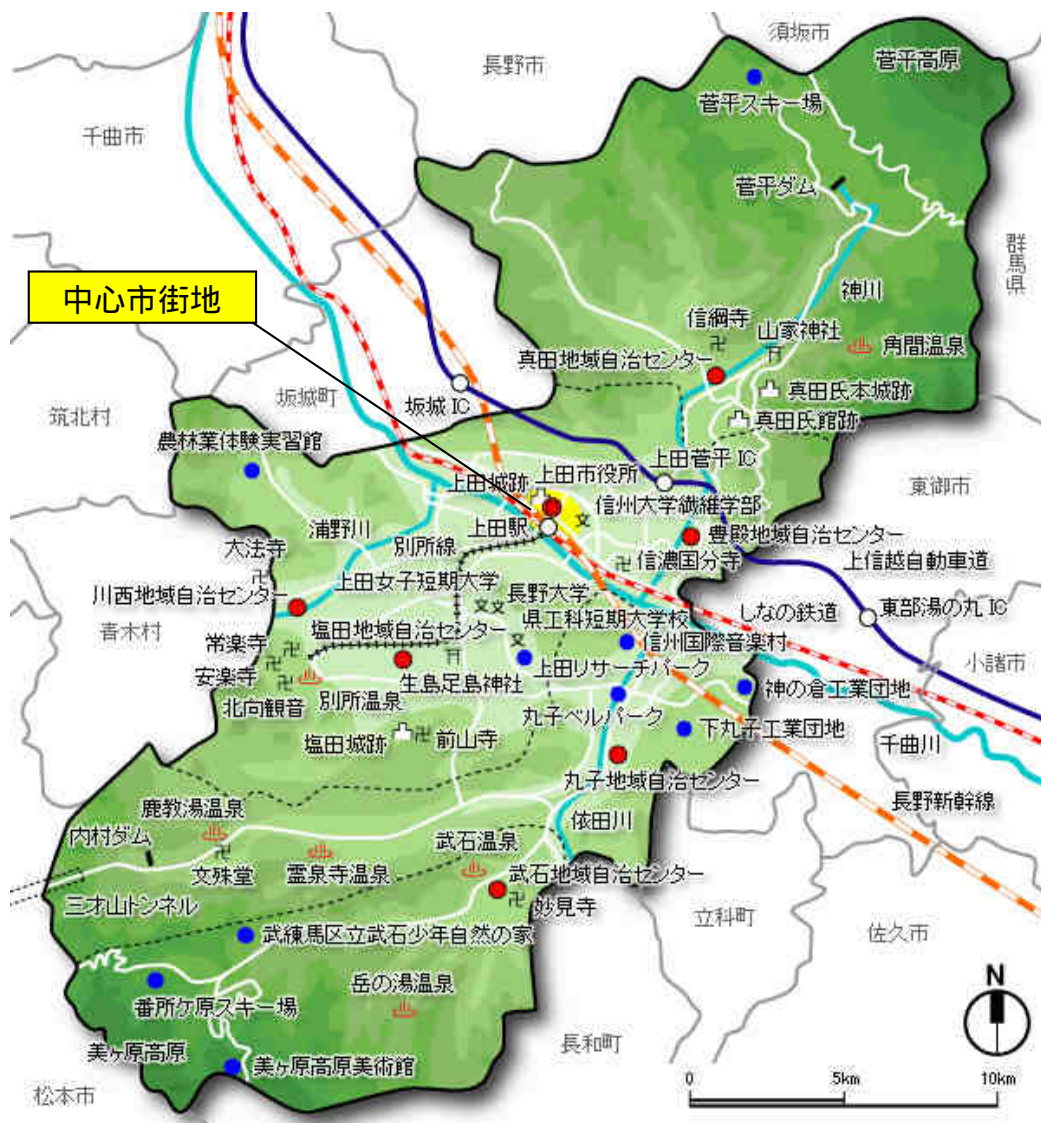 須坂市
長野市
菅平高原
菅平スキー場
千曲市
菅平ダム
群馬県
中心市街地
神川
信綱寺
山家神社
真田地域自治センター
角間温泉
坂城町
坂城IC
真田氏本城跡
筑北村
真田氏館跡
農林業体験実習館
上田菅平IC
上田城跡
上田市役所
東御市
信州大学繊維学部
文
浦野川
上田駅
豊殿地域自治センター
大法寺
別所線
信濃国分寺
上信越自動車道
上田女子短期大学
長野大学
川西地域自治センター
文文
県工科短期大学校
しなの鉄道
東部湯の丸IC
青木村
塩田地域自治センター
常楽寺
文
信州国際音楽村
小諸市
安楽寺
生島足島神社
上田リサーチパーク
北向観音
別所温泉
神の倉工業団地
丸子ベルパーク
塩田城跡
前山寺
下丸子工業団地
千曲川
丸子地域自治センター
鹿教湯温泉
長野新幹線
内村ダム
依田川
武石温泉
文殊堂
霊泉寺温泉
武石地域自治センター
三才山トンネル
妙見寺
立科町
武練馬区立武石少年自然の家
佐久市
岳の湯温泉
N
番所ケ原スキー場
美ヶ原高原
長和町
美ヶ原高原美術館
松本市
0 5km 10km